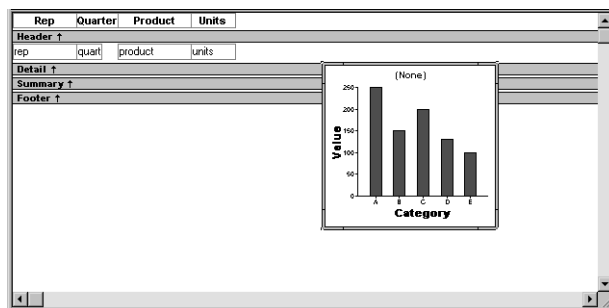 Rep Quarter Product Units
Header ↑
rep quart product units
Detail ↑
Summary ↑
Footer ↑
(None)
250
200
150
100
50
0
Value
A B C D E
Category